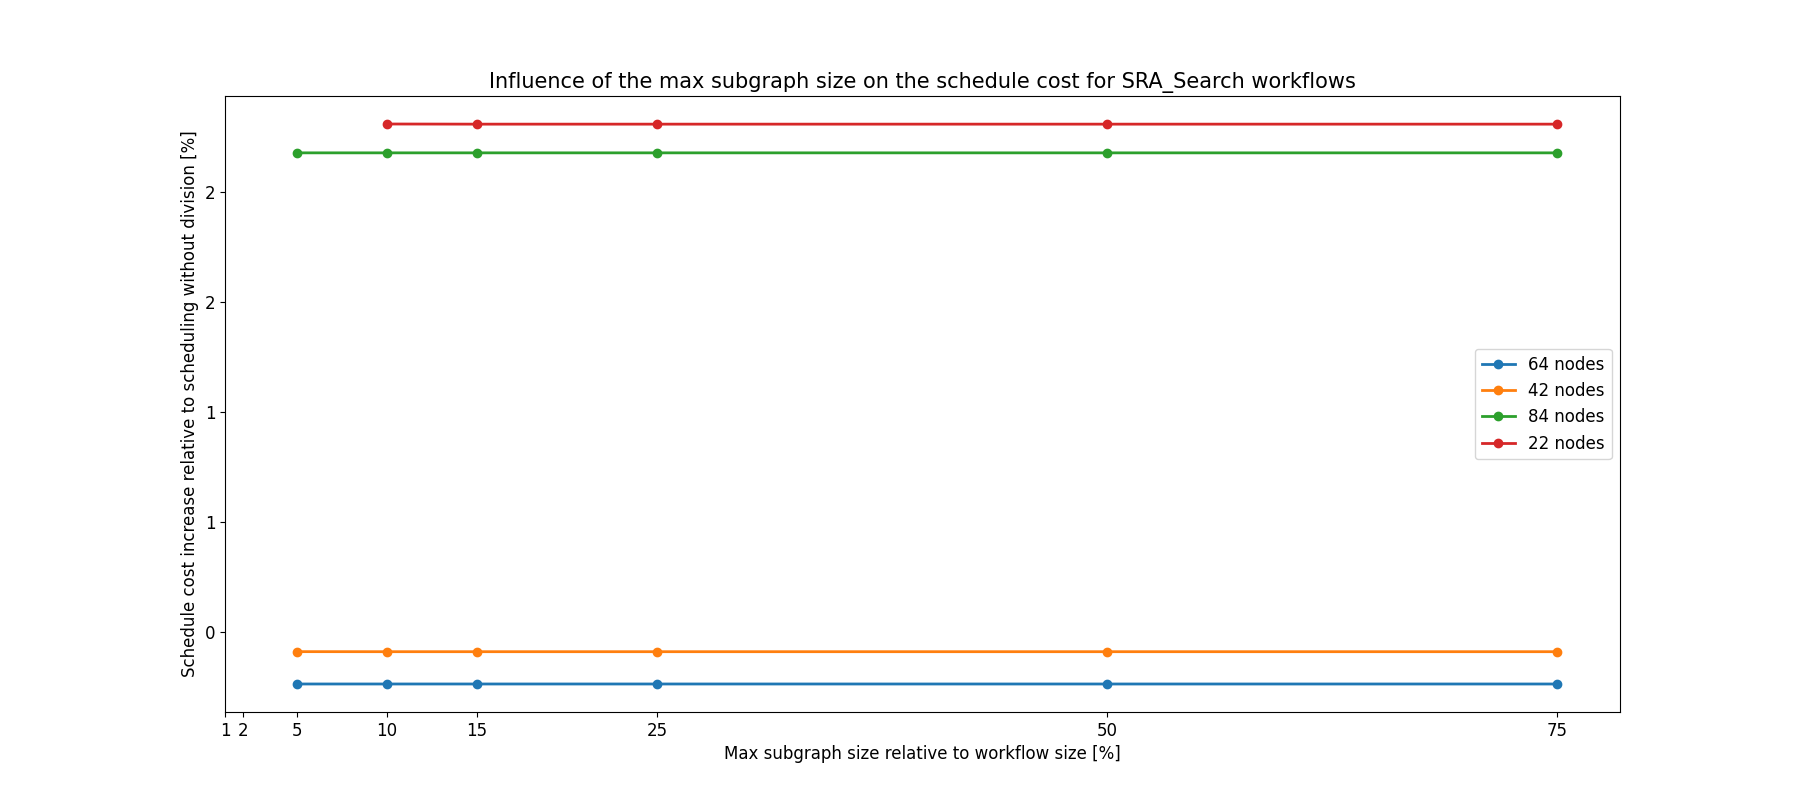 Influence of the max subgraph size on the schedule cost for SRA_Search workflows
Schedule cost increase relative to scheduling without division [%]
2
2
1
1
0
64 nodes
42 nodes
84 nodes
22 nodes
1 2 5 10 15 25 50 75
Max subgraph size relative to workflow size [%]